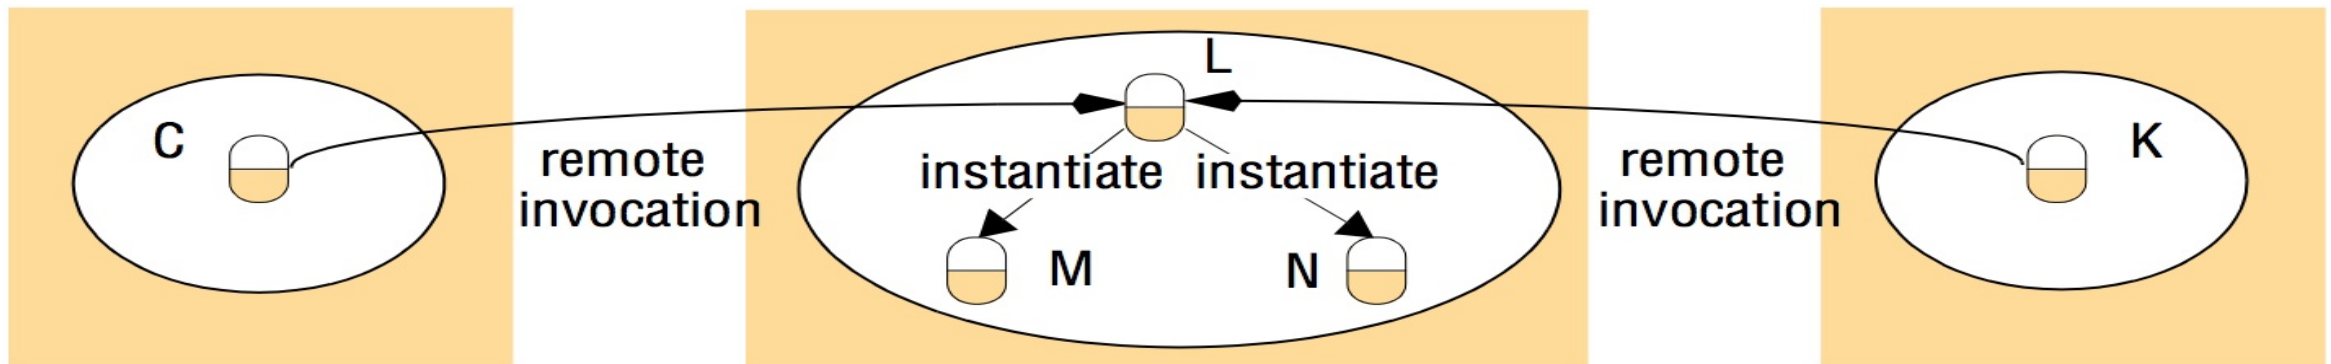 L
C
K
remote
invocation
instantiate
instantiate
remote
invocation
M
N